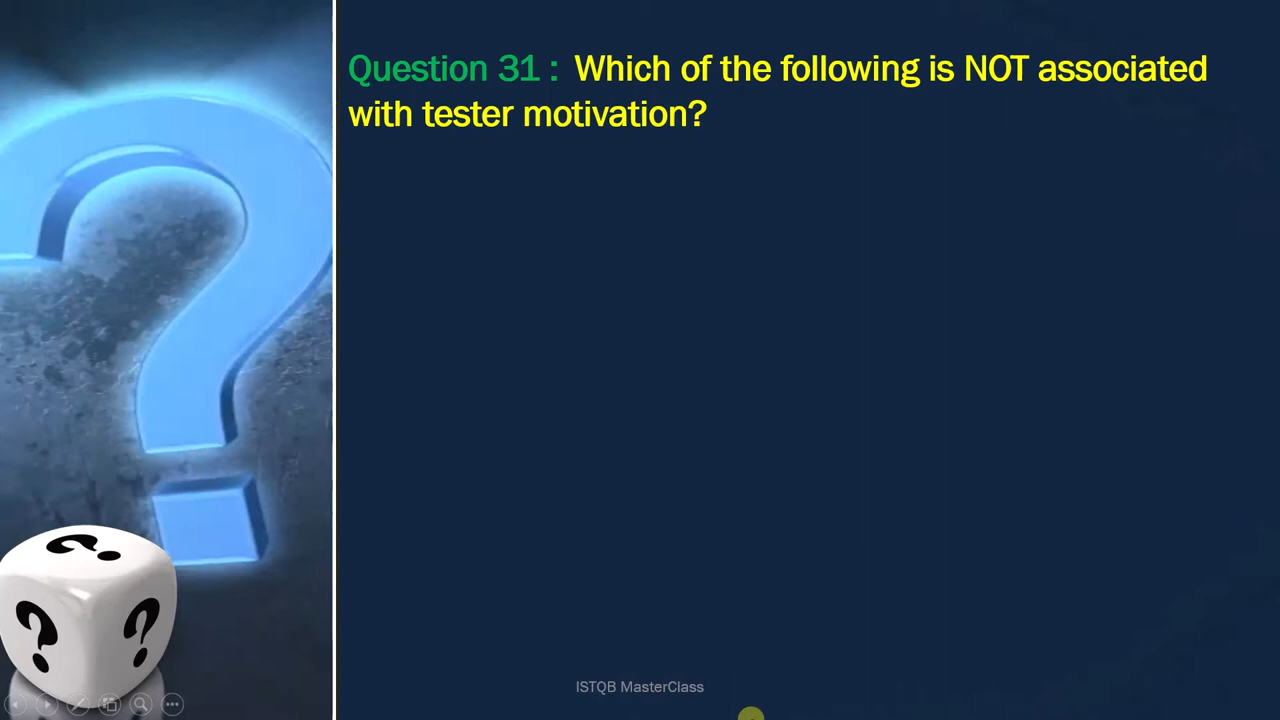 Question 31 : Which of the following is NOT associated
with tester motivation?
ISTQB MasterClass